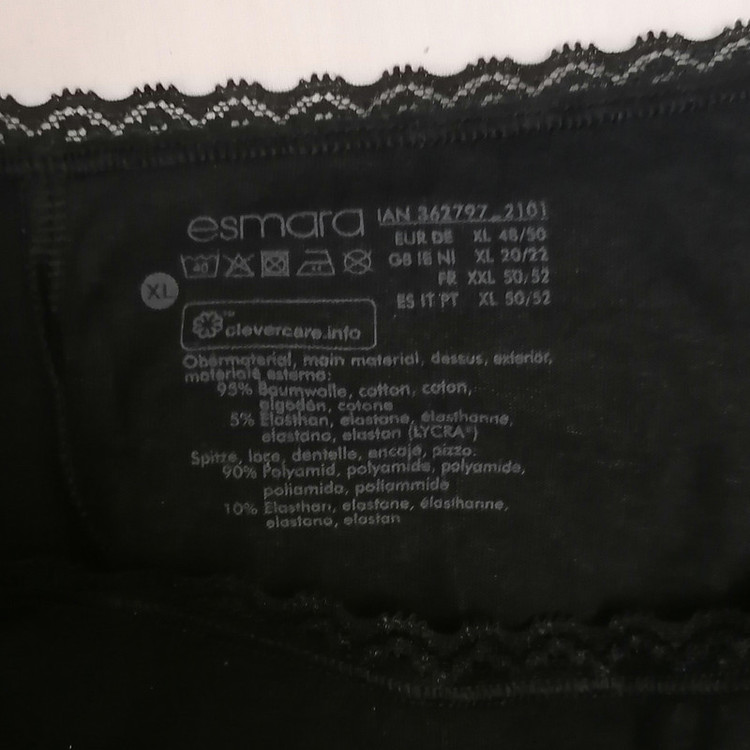 esmara
IAN 362797_2101
EUR DE XL 48/50
GB IE NI XL 20/22
FR XXL 50/52
ES IT PT XL 50/52
40
XL
clevercare.info
Obermaterial, main material, dessus, exterior,
materiale esterno:
95% Baumwolle, cotton, coton,
algodón, cotone
5% Elasthan, elastane, élasthanne,
elastano, elastan (LYCRA®)
Spitze, lace, dentelle, encaje, pizzo:
90% Polyamid, polyamide, polyamide,
poliamida, poliammide
10% Elasthan, elastane, élasthanne,
elastano, elastan